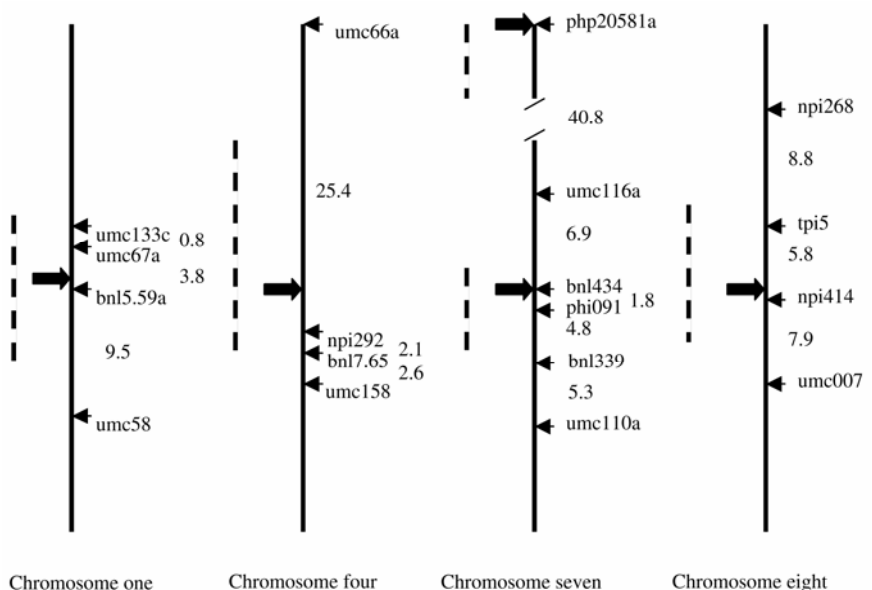 umc66a
25.4
npi292
bnl7.65 2.1
2.6
umc158
umc133c 0.8
umc67a
3.8
bnl5.59a
9.5
umc58
php20581a
40.8
umc116a
6.9
bnl434
1.8
phi091
4.8
bnl339
5.3
umc110a
npi268
8.8
tpi5
5.8
npi414
7.9
umc007
Chromosome one
Chromosome four
Chromosome seven
Chromosome eight